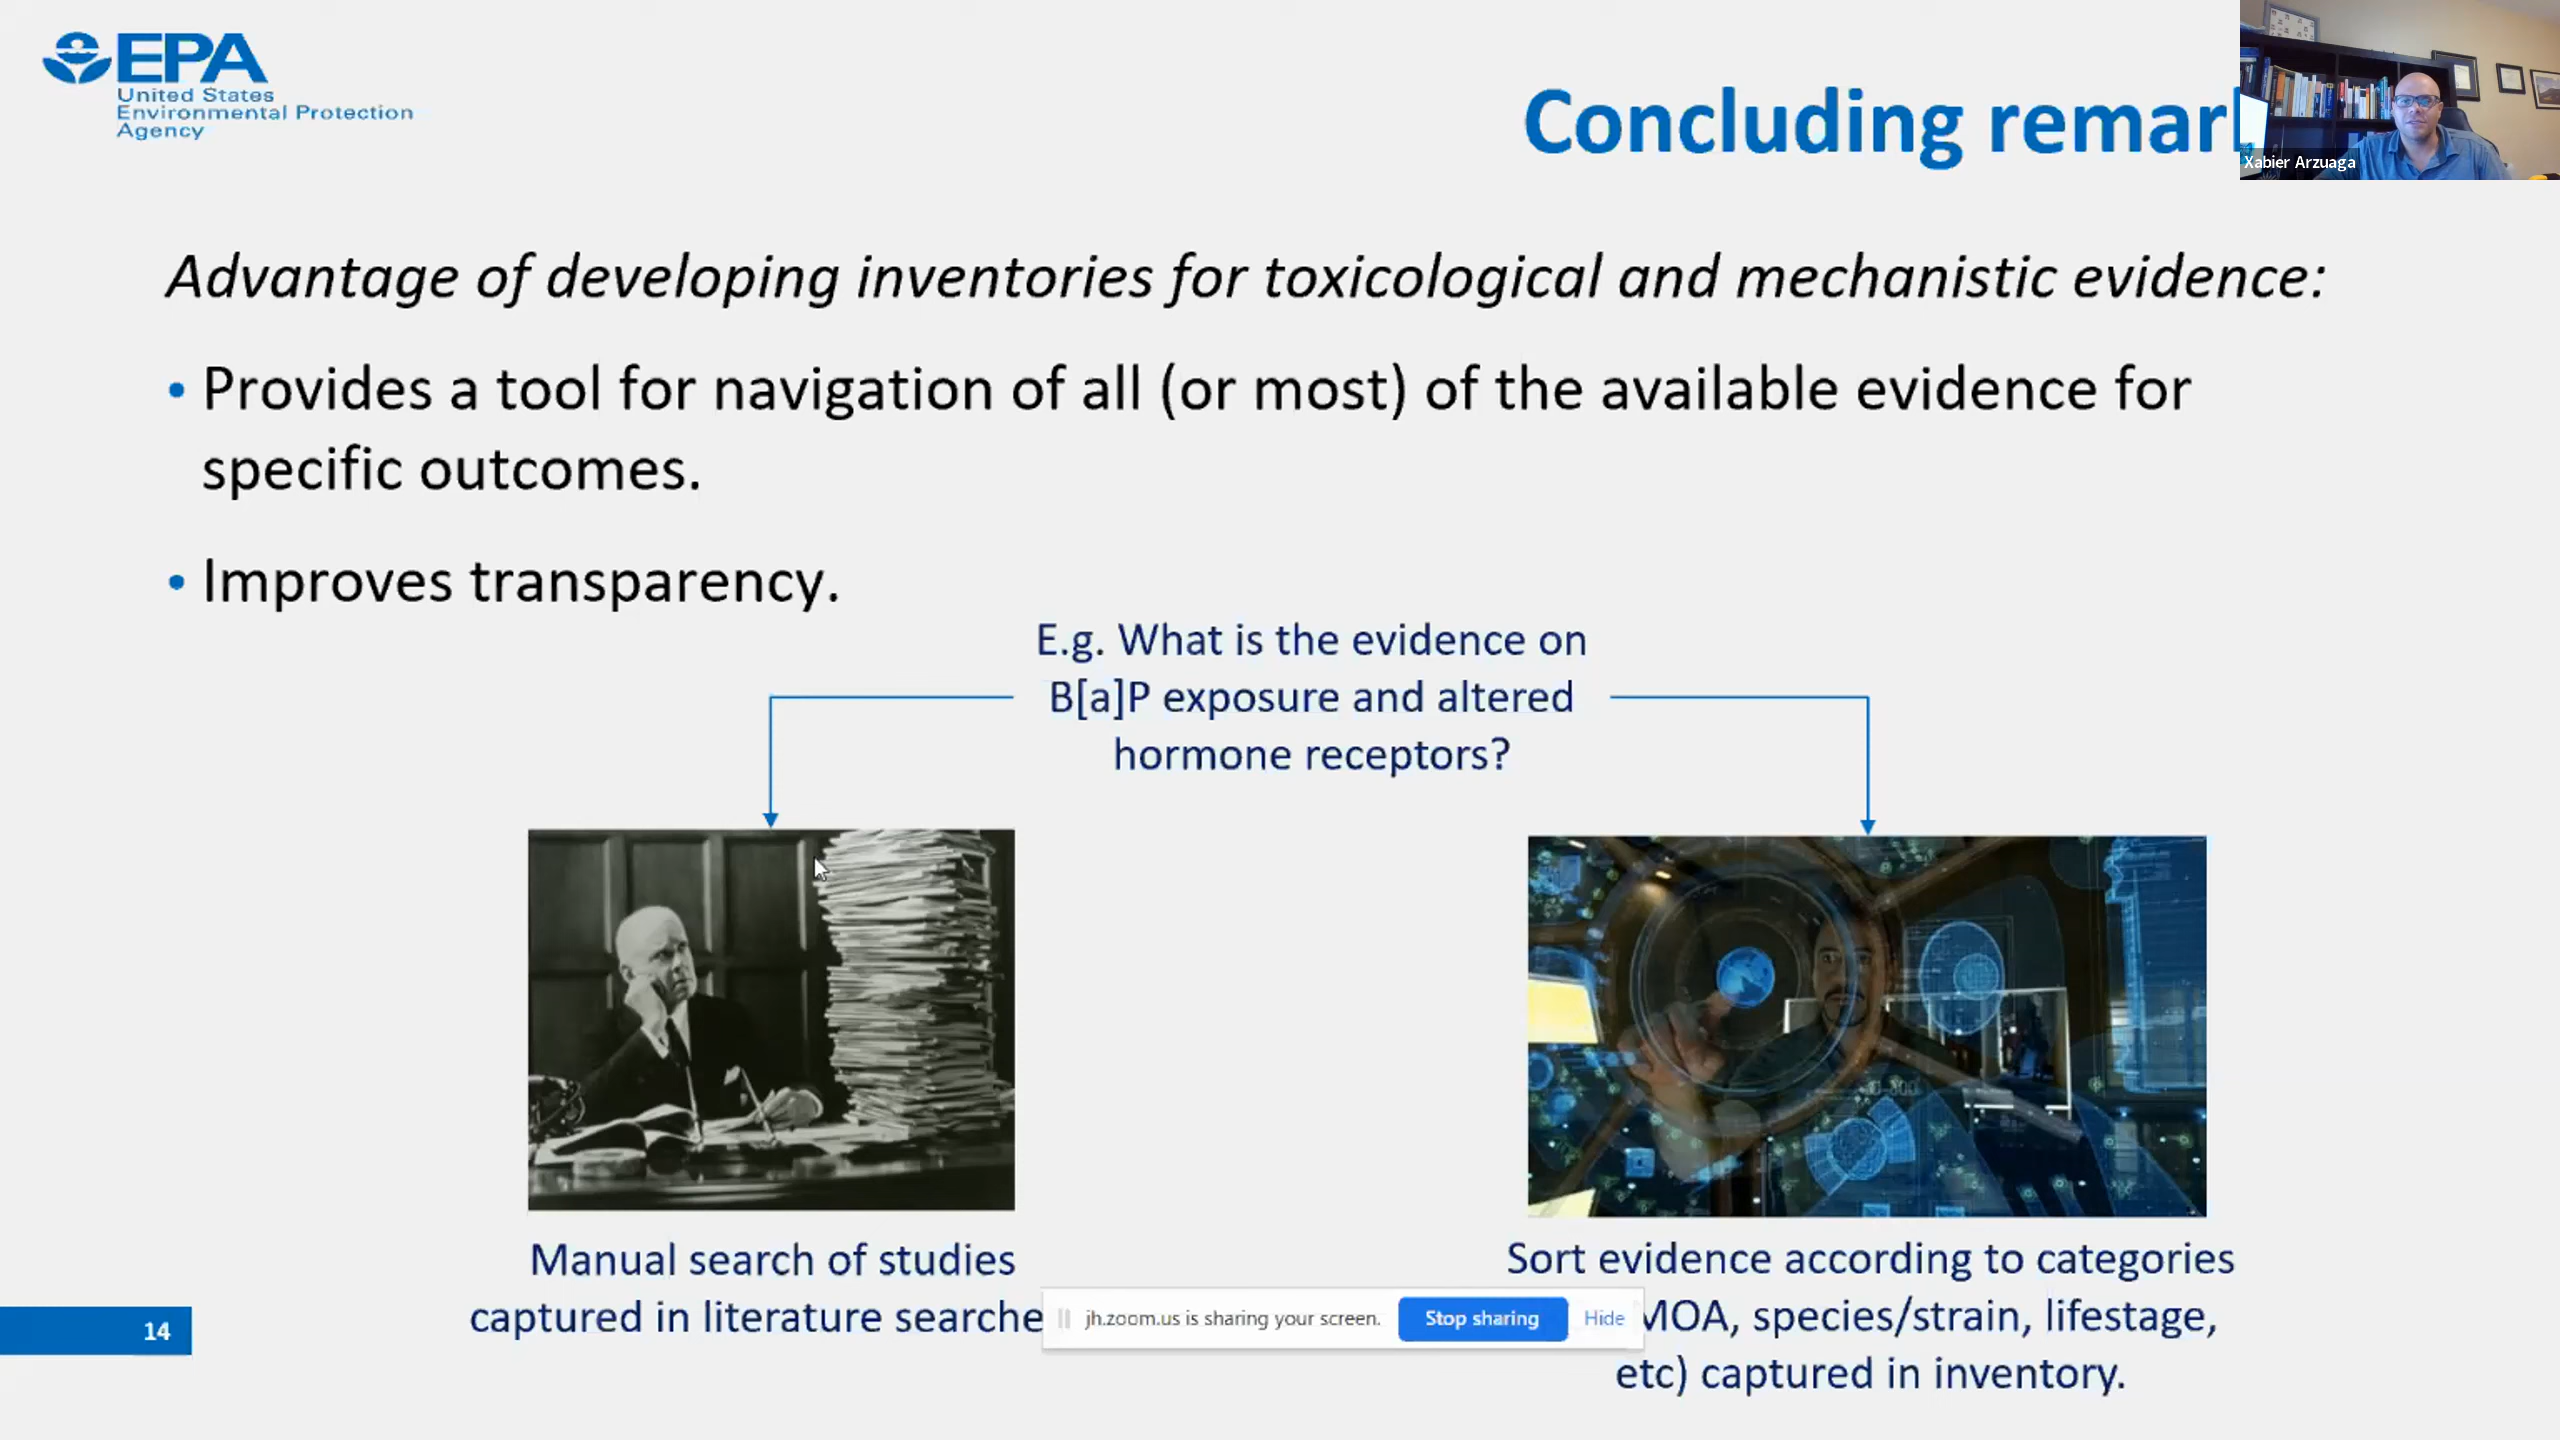 EPA
United States
Environmental Protection
Agency
Concluding remar
Xabier Arzuaga
Advantage of developing inventories for toxicological and mechanistic evidence:
• Provides a tool for navigation of all (or most) of the available evidence for
specific outcomes.
• Improves transparency.
E.g. What is the evidence on
B[a]P exposure and altered
hormone receptors?
Manual search of studies
captured in literature searche
Sort evidence according to categories
MOA, species/strain, lifestage,
etc) captured in inventory.
jh.zoom.us is sharing your screen.
Stop sharing
Hide
14